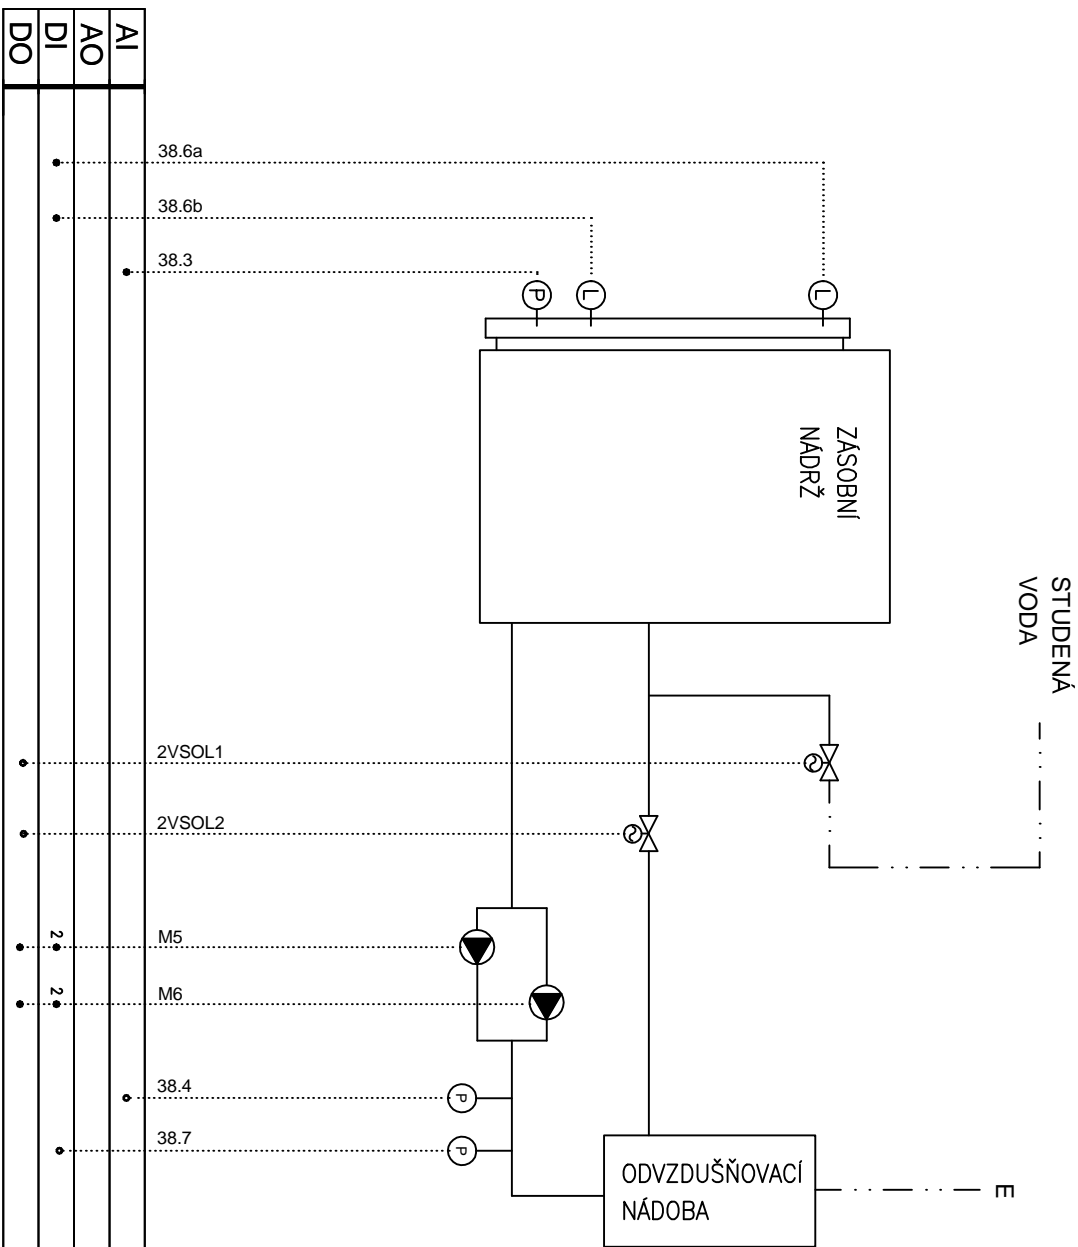 AI
AO
DI
DO
38.6a
38.6b
38.3
P
L
L
ZÁSOBNÍ
NÁDRŽ
STUDENÁ
VODA
2VSOL1
2VSOL2
2
M5
2
M6
38.4
P
38.7
P
ODVZDUŠŇOVACÍ
NÁDOBA
E